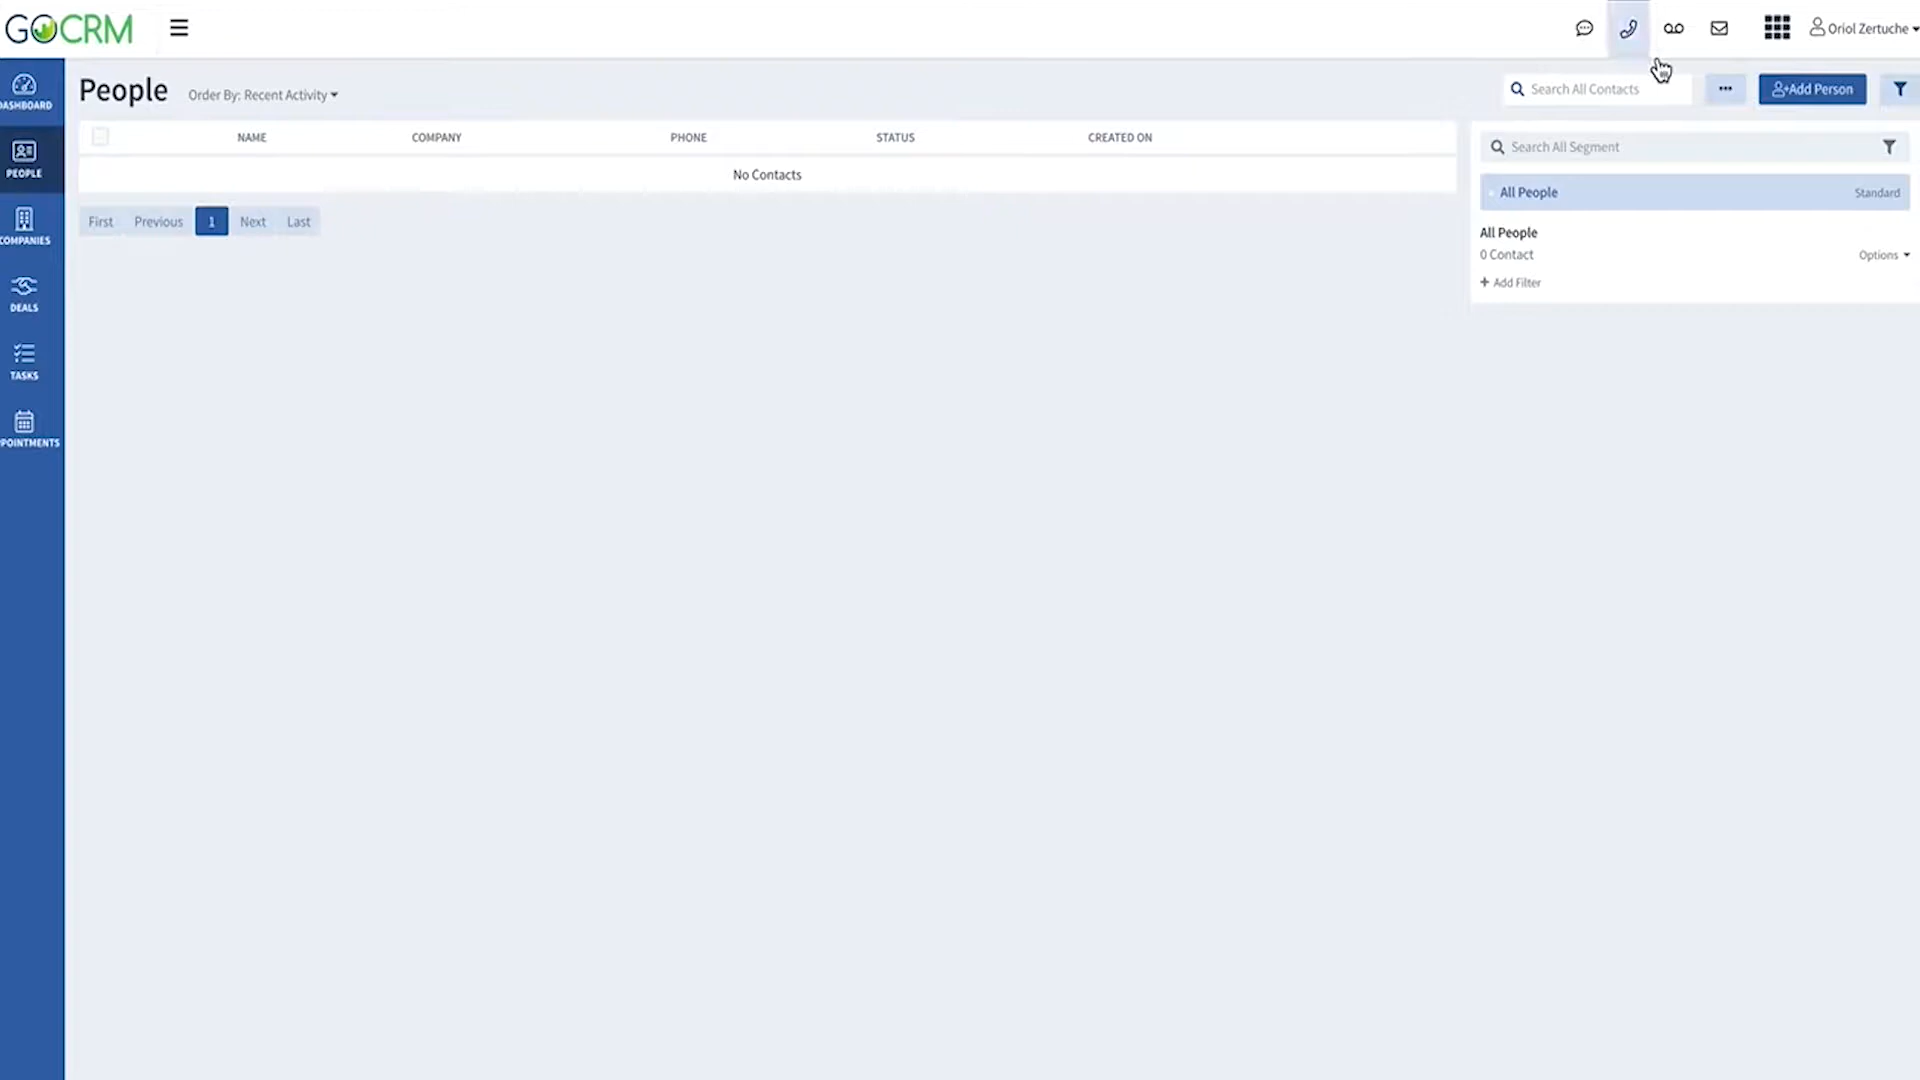 GOCRM
Oriol Zertuche
DASHBOARD
People
Order By: Recent Activity
Search All Contacts
Add Person
NAME COMPANY PHONE STATUS CREATED ON
Search All Segment
PEOPLE
No Contacts
All People Standard
First Previous 1 Next Last
All People
COMPANIES
0 Contact Options
+ Add Filter
DEALS
TASKS
PPOINTMENTS